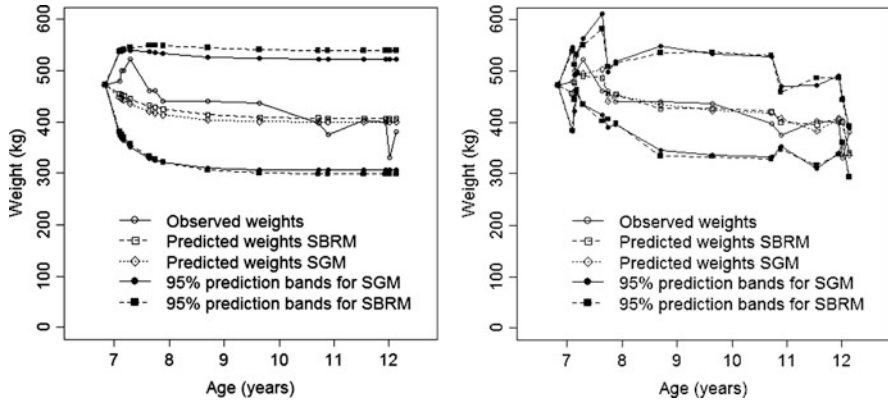 600
500
400
300
200
100
0
Weight (kg)
Observed weights
Predicted weights SBRM
Predicted weights SGM
95% prediction bands for SGM
95% prediction bands for SBRM
7 8 9 10 11 12
Age (years)
600
500
400
300
200
100
0
Weight (kg)
Observed weights
Predicted weights SBRM
Predicted weights SGM
95% prediction bands for SGM
95% prediction bands for SBRM
7 8 9 10 11 12
Age (years)